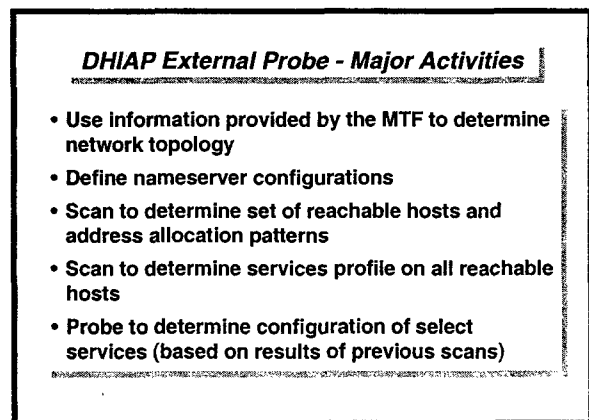 DHIAP External Probe - Major Activities
• Use information provided by the MTF to determine
network topology
• Define nameserver configurations
• Scan to determine set of reachable hosts and
address allocation patterns
• Scan to determine services profile on all reachable
hosts
• Probe to determine configuration of select
services (based on results of previous scans)